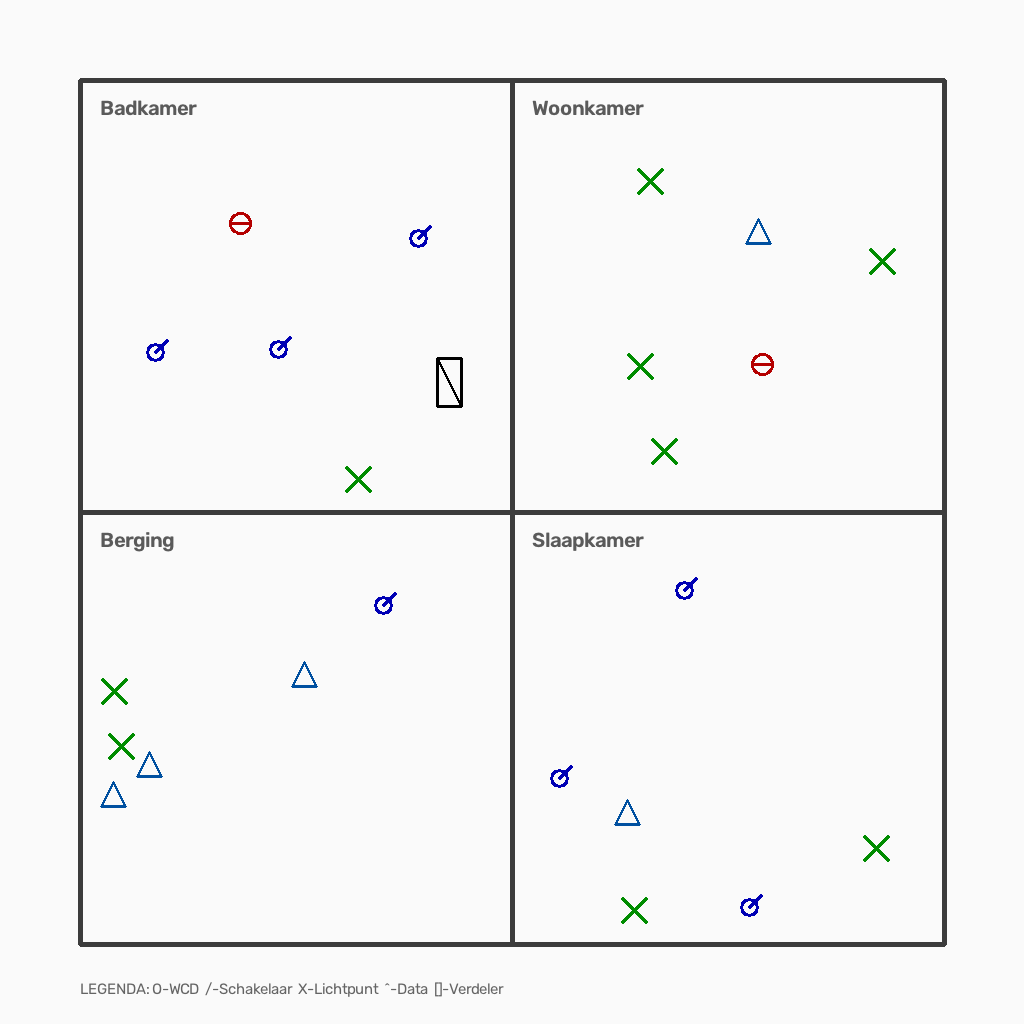 Badkamer
Woonkamer
Berging
Slaapkamer
LEGENDA: O-WCD /-Schakelaar X-Lichtpunt ^-Data []-Verdeler